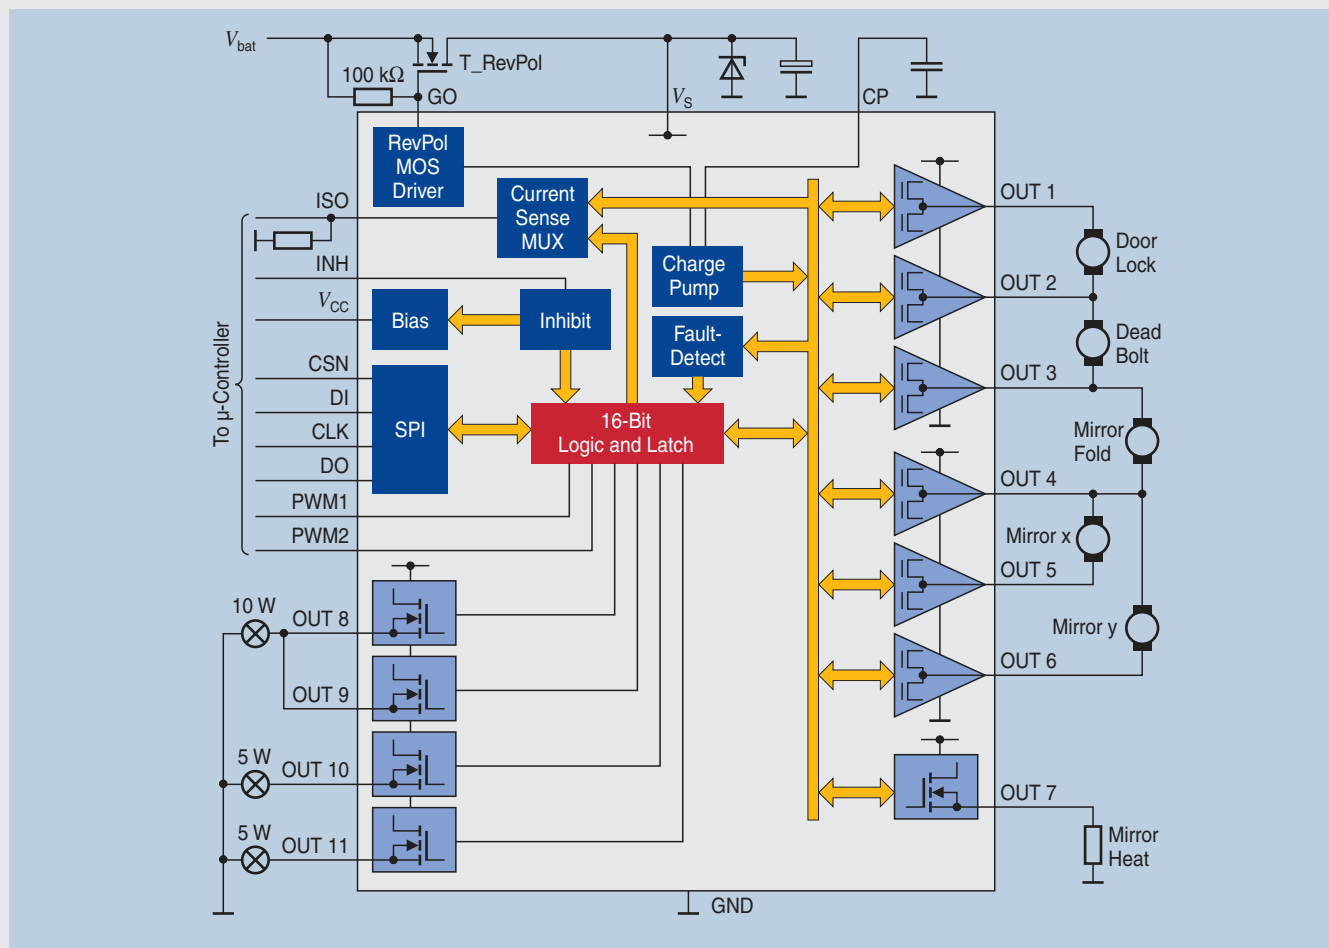 Vbat
T_RevPol
100 kΩ
GO
VS
CP
RevPol
MOS
Driver
ISO
Current
Sense
MUX
OUT 1
Door
Lock
INH
Charge
Pump
OUT 2
VCC
Bias
Inhibit
Fault-
Detect
Dead
Bolt
To µ-Controller
CSN
OUT 3
DI
SPI
16-Bit
Logic and Latch
CLK
Mirror
Fold
DO
OUT 4
PWM1
PWM2
Mirror x
OUT 5
10 W
OUT 8
Mirror y
OUT 6
OUT 9
5 W
OUT 10
OUT 7
5 W
OUT 11
Mirror
Heat
GND